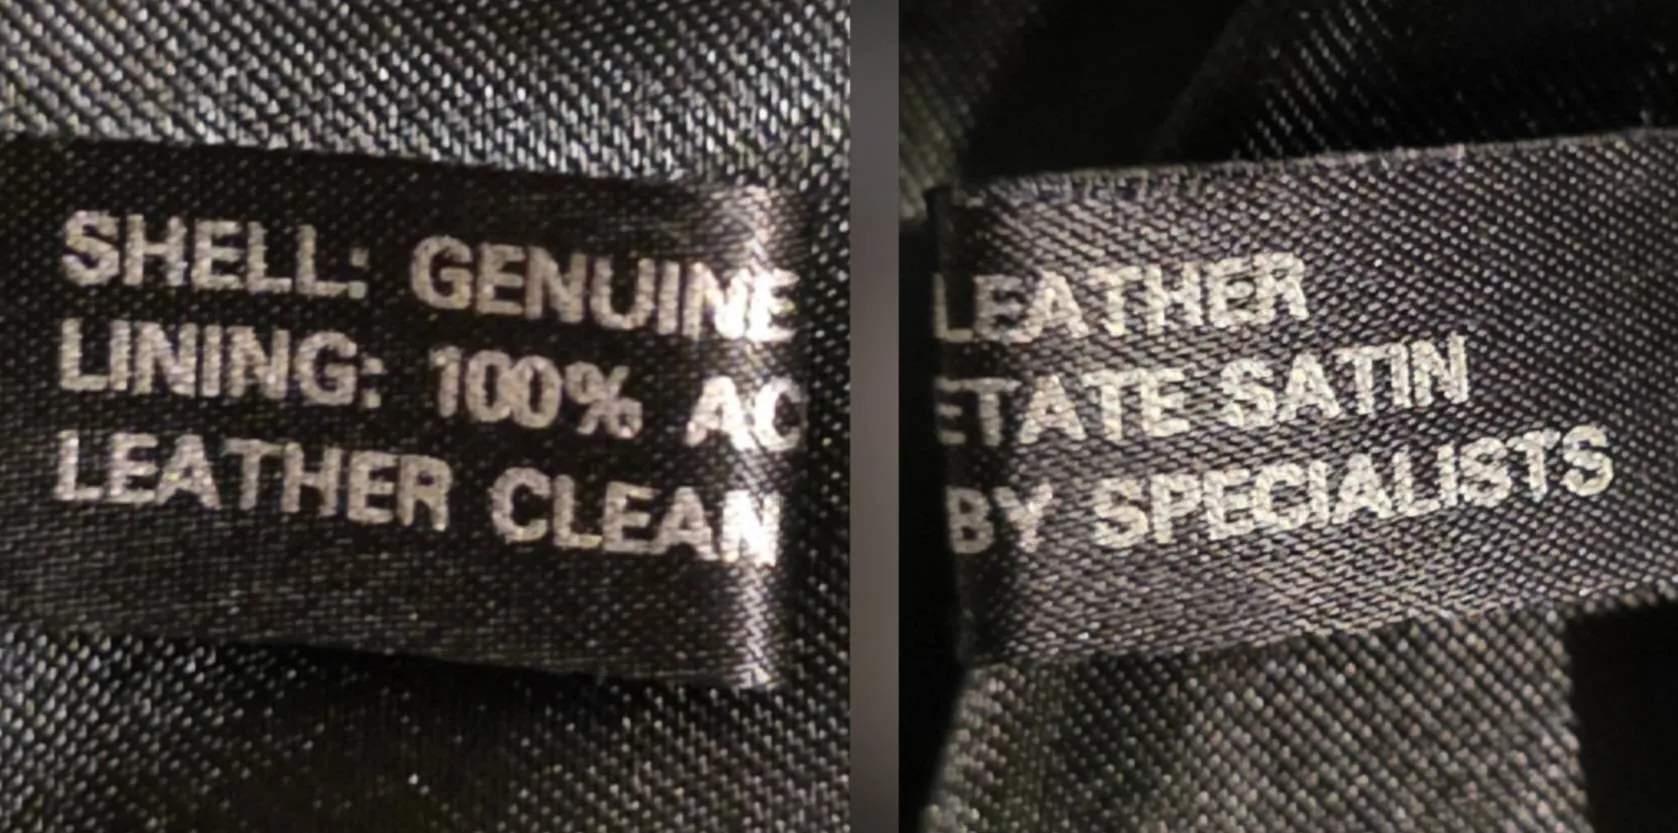 SHELL: GENUINE
LINING: 100% AC
LEATHER CLEAN
LEATHER
ETATE SATIN
BY SPECIALISTS